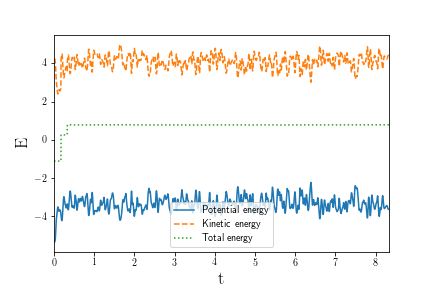 E
4
2
0
−2
−4
Potential energy
Kinetic energy
Total energy
0 1 2 3 4 5 6 7 8
t